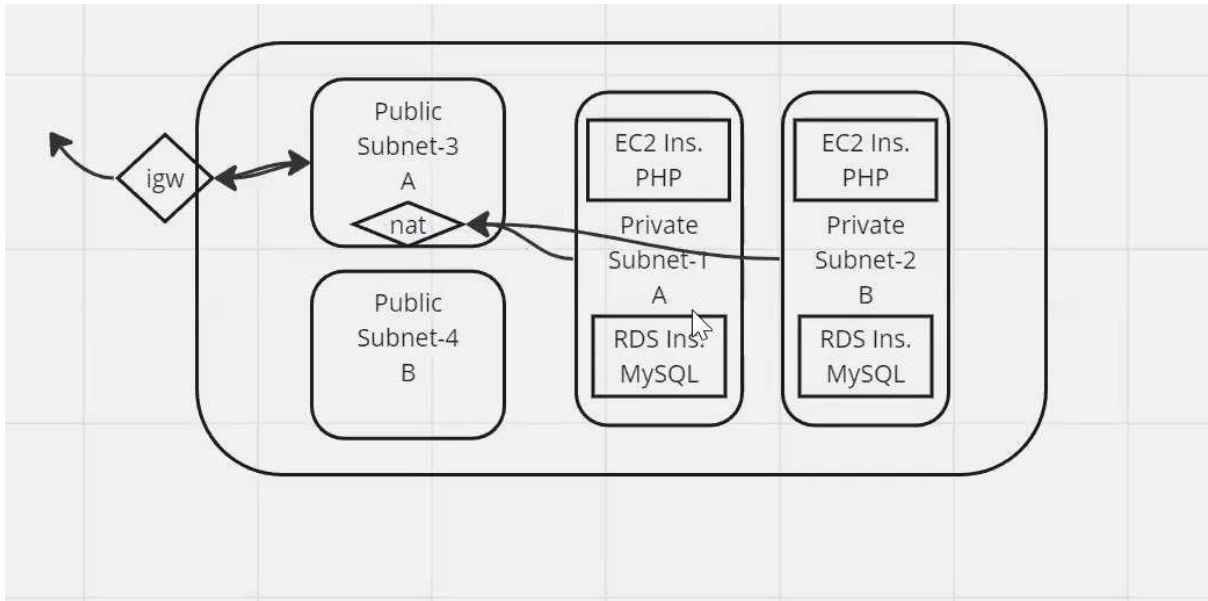 igw
Public
Subnet-3
A
nat
Public
Subnet-4
B
EC2 Ins.
PHP
Private
Subnet-1
A
RDS Ins.
MySQL
EC2 Ins.
PHP
Private
Subnet-2
B
RDS Ins.
MySQL